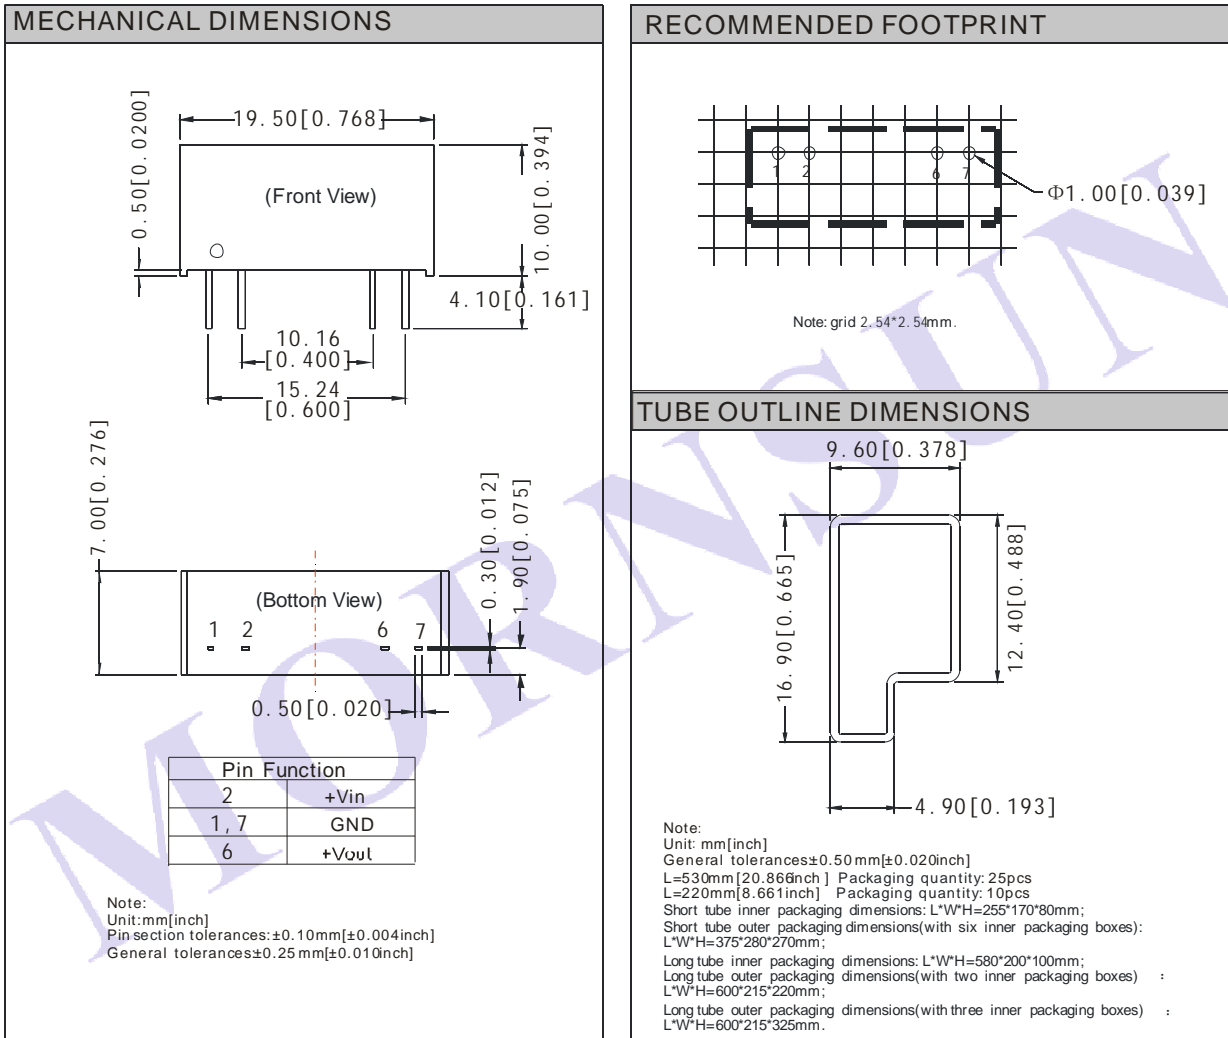 MECHANICAL DIMENSIONS
19.50[0.768]
0.50[0.0200]
10.00[0.394]
(Front View)
4.10[0.161]
10.16
[0.400]
15.24
[0.600]
7.00[0.276]
0.30[0.012]
1.90[0.075]
(Bottom View)
1 2 6 7
0.50[0.020]
Pin Function
2 +Vin
1,7 GND
6 +Vout
Note:
Unit:mm[inch]
Pin section tolerances:±0.10mm[±0.004inch]
General tolerances±0.25mm[±0.010inch]
RECOMMENDED FOOTPRINT
1 2 6 7
Φ1.00[0.039]
Note: grid 2.54*2.54mm.
TUBE OUTLINE DIMENSIONS
9.60[0.378]
16.90[0.665]
12.40[0.488]
4.90[0.193]
Note:
Unit: mm[inch]
General tolerances±0.50mm[±0.020inch]
L=530mm[20.866inch] Packaging quantity: 25pcs
L=220mm[8.661inch] Packaging quantity: 10pcs
Short tube inner packaging dimensions: L*W*H=255*170*80mm;
Short tube outer packaging dimensions(with six inner packaging boxes):
L*W*H=375*280*270mm;
Long tube inner packaging dimensions: L*W*H=580*200*100mm;
Long tube outer packaging dimensions(with two inner packaging boxes) :
L*W*H=600*215*220mm;
Long tube outer packaging dimensions(with three inner packaging boxes) :
L*W*H=600*215*325mm.
MORNSUN